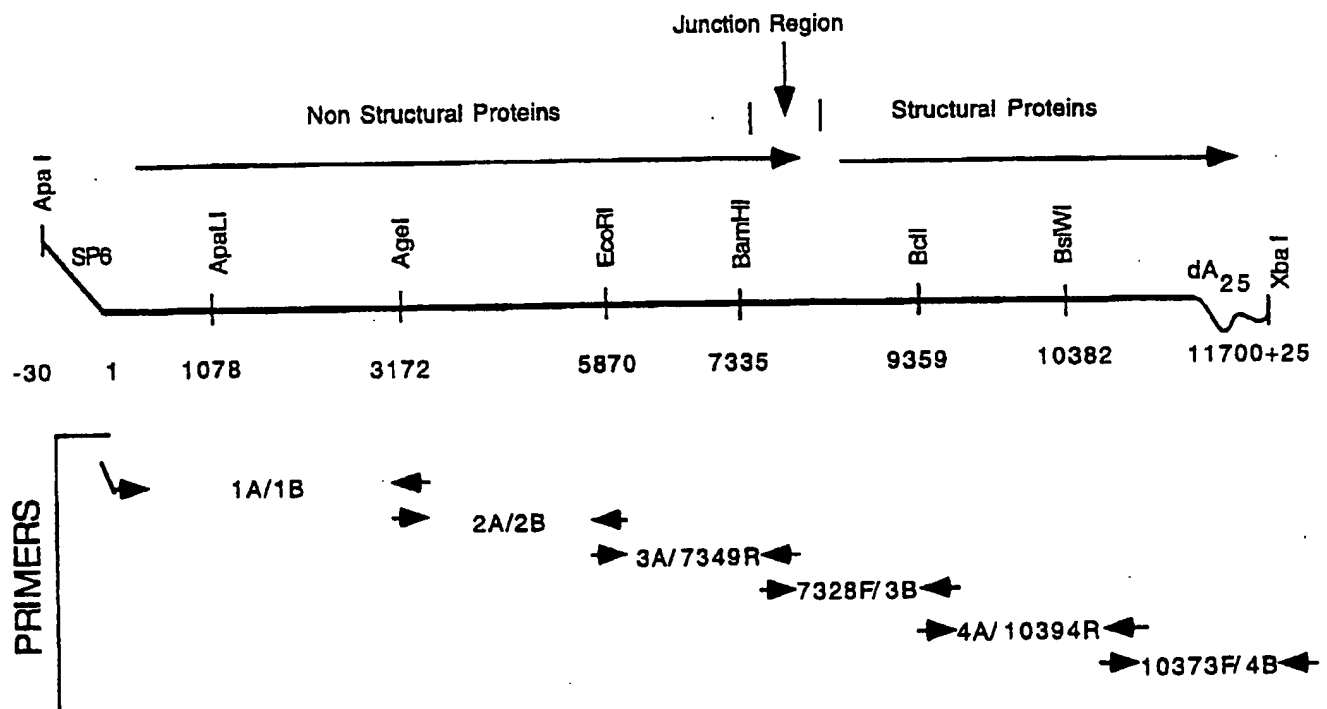 Junction Region
Non Structural Proteins
Structural Proteins
Apa I
SP6
ApaLI
AgeI
EcoRI
BamHI
BclI
BsiWI
dA25
Xba I
-30 1 1078 3172 5870 7335 9359 10382 11700+25
PRIMERS
1A/1B
2A/2B
3A/7349R
7328F/3B
4A/10394R
10373F/4B